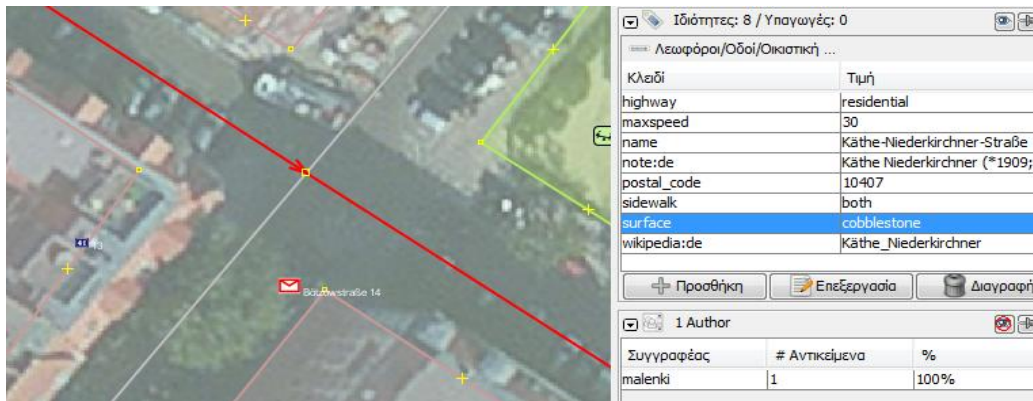 Ιδιότητες: 8 / Υπαγωγές: 0
Λεωφόροι/Οδοί/Οικιστική ...
Κλειδί Τιμή
highway residential
maxspeed 30
name Käthe-Niederkirchner-Straße
note:de Käthe Niederkirchner (*1909;
postal_code 10407
sidewalk both
surface cobblestone
wikipedia:de Käthe_Niederkirchner
Προσθήκη Επεξεργασία Διαγραφή
1 Author
Συγγραφέας # Αντικείμενα %
malenki 1 100%
13
Bötzowstraße 14